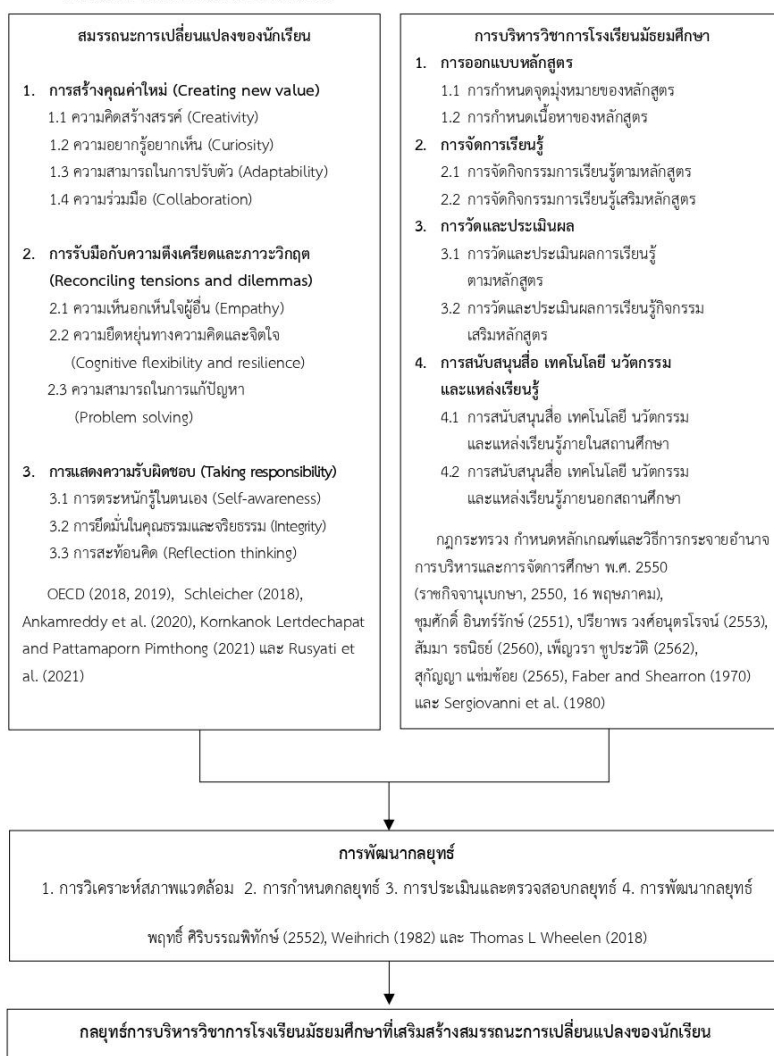 สมรรถนะการเปลี่ยนแปลงของนักเรียน
1. การสร้างคุณค่าใหม่ (Creating new value)
1.1 ความคิดสร้างสรรค์ (Creativity)
1.2 ความอยากรู้อยากเห็น (Curiosity)
1.3 ความสามารถในการปรับตัว (Adaptability)
1.4 ความร่วมมือ (Collaboration)
2. การรับมือกับความตึงเครียดและภาวะวิกฤต
(Reconciling tensions and dilemmas)
2.1 ความเห็นอกเห็นใจผู้อื่น (Empathy)
2.2 ความยืดหยุ่นทางความคิดและจิตใจ
(Cognitive flexibility and resilience)
2.3 ความสามารถในการแก้ปัญหา
(Problem solving)
3. การแสดงความรับผิดชอบ (Taking responsibility)
3.1 การตระหนักรู้ในตนเอง (Self-awareness)
3.2 การยึดมั่นในคุณธรรมและจริยธรรม (Integrity)
3.3 การสะท้อนคิด (Reflection thinking)
OECD (2018, 2019), Schleicher (2018),
Ankamreddy et al. (2020), Kornkanok Lertdechapat
and Pattamaporn Pimthong (2021) และ Rusyati et
al. (2021)
การบริหารวิชาการโรงเรียนมัธยมศึกษา
1. การออกแบบหลักสูตร
1.1 การกำหนดจุดมุ่งหมายของหลักสูตร
1.2 การกำหนดเนื้อหาของหลักสูตร
2. การจัดการเรียนรู้
2.1 การจัดกิจกรรมการเรียนรู้ตามหลักสูตร
2.2 การจัดกิจกรรมการเรียนรู้เสริมหลักสูตร
3. การวัดและประเมินผล
3.1 การวัดและประเมินผลการเรียนรู้
ตามหลักสูตร
3.2 การวัดและประเมินผลการเรียนรู้กิจกรรม
เสริมหลักสูตร
4. การสนับสนุนสื่อ เทคโนโลยี นวัตกรรม
และแหล่งเรียนรู้
4.1 การสนับสนุนสื่อ เทคโนโลยี นวัตกรรม
และแหล่งเรียนรู้ภายในสถานศึกษา
4.2 การสนับสนุนสื่อ เทคโนโลยี นวัตกรรม
และแหล่งเรียนรู้ภายนอกสถานศึกษา
กฎกระทรวง กำหนดหลักเกณฑ์และวิธีการกระจายอำนาจ
การบริหารและการจัดการศึกษา พ.ศ. 2550
(ราชกิจจานุเบกษา, 2550, 16 พฤษภาคม),
ชุมศักดิ์ อินทร์รักษ์ (2551), ปรียาพร วงศ์อนุตรโรจน์ (2553),
สัมมา รธนิธย์ (2560), เพ็ญวรา ชูประวัติ (2562),
สุกัญญา แช่มช้อย (2565), Faber and Shearron (1970)
และ Sergiovanni et al. (1980)
การพัฒนากลยุทธ์
1. การวิเคราะห์สภาพแวดล้อม 2. การกำหนดกลยุทธ์ 3. การประเมินและตรวจสอบกลยุทธ์ 4. การพัฒนากลยุทธ์
พฤทธิ์ ศิริบรรณพิทักษ์ (2552), Weihrich (1982) และ Thomas L Wheelen (2018)
กลยุทธ์การบริหารวิชาการโรงเรียนมัธยมศึกษาที่เสริมสร้างสมรรถนะการเปลี่ยนแปลงของนักเรียน